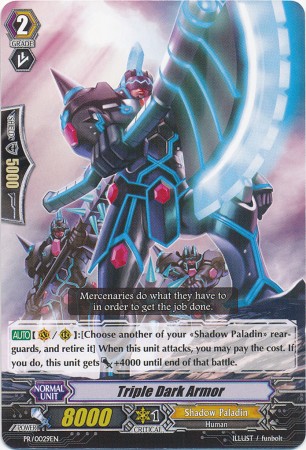 2
GRADE
5000
Mercenaries do what they have to
in order to get the job done.
AUTO 1:[Choose another of your «Shadow Paladin» rear-
guards, and retire it] When this unit attacks, you may pay the cost. If
you do, this unit gets +4000 until end of that battle.
NORMAL
UNIT
Triple Dark Armor
POWER 8000
1
CRITICAL
Shadow Paladin
Human
PR/0029EN
ILLUST / funbolt